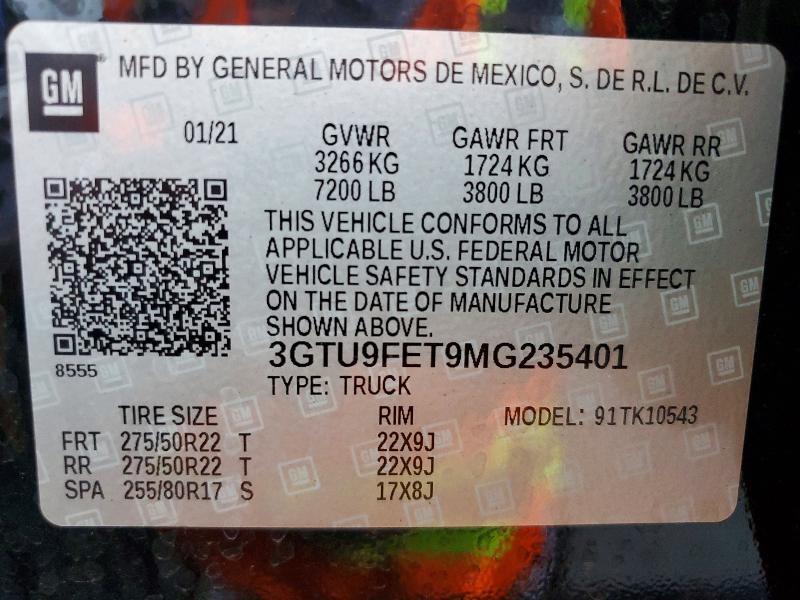 GM
MFD BY GENERAL MOTORS DE MEXICO, S. DE R.L. DE C.V.
01/21 GVWR GAWR FRT GAWR RR
3266 KG 1724 KG 1724 KG
7200 LB 3800 LB 3800 LB
THIS VEHICLE CONFORMS TO ALL
APPLICABLE U.S. FEDERAL MOTOR
VEHICLE SAFETY STANDARDS IN EFFECT
ON THE DATE OF MANUFACTURE
SHOWN ABOVE.
8555
3GTU9FET9MG235401
TYPE: TRUCK
TIRE SIZE RIM MODEL: 91TK10543
FRT 275/50R22 T 22X9J
RR 275/50R22 T 22X9J
SPA 255/80R17 S 17X8J